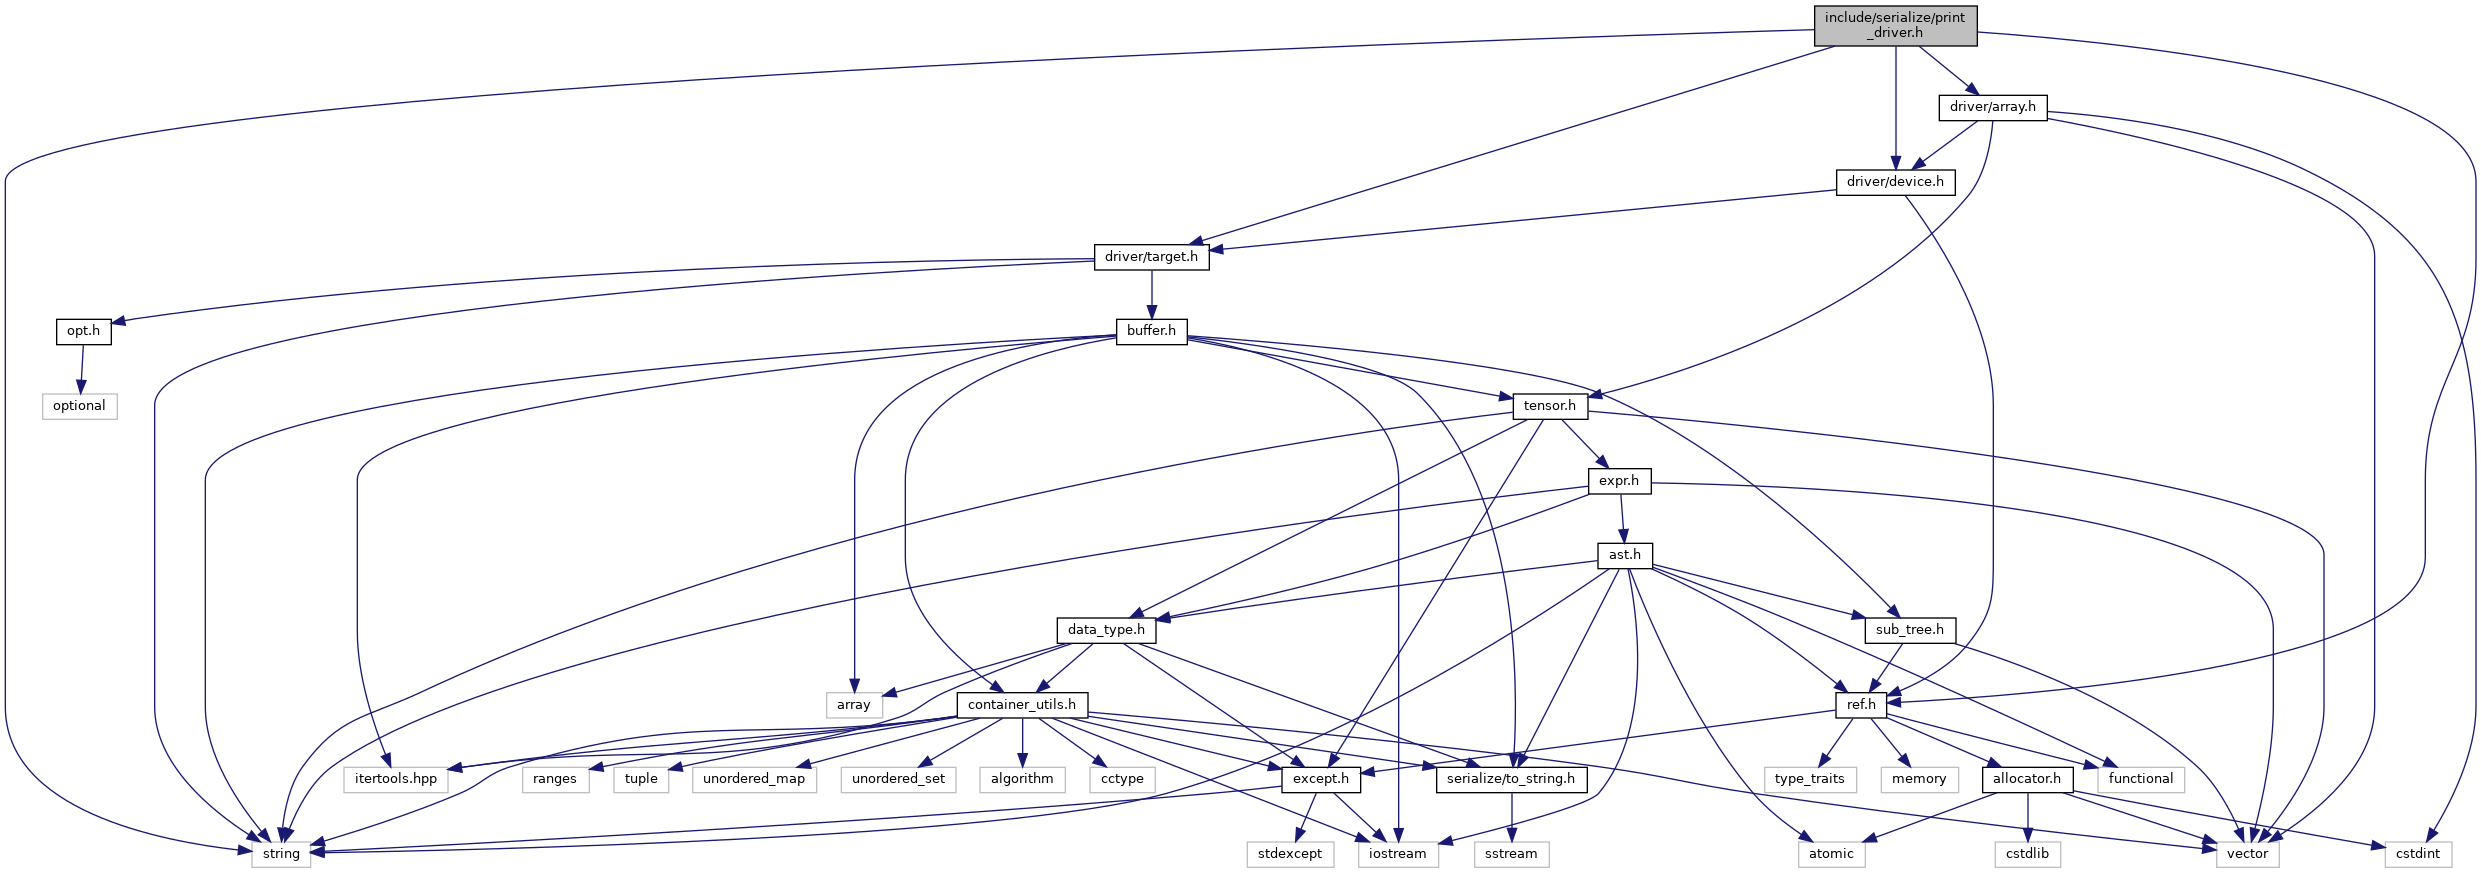 include/serialize/print
_driver.h
driver/array.h
driver/device.h
driver/target.h
opt.h
buffer.h
optional
tensor.h
expr.h
ast.h
data_type.h
sub_tree.h
array
container_utils.h
ref.h
itertools.hpp
ranges
tuple
unordered_map
unordered_set
algorithm
cctype
except.h
serialize/to_string.h
type_traits
memory
allocator.h
functional
string
stdexcept
iostream
sstream
atomic
cstdlib
vector
cstdint